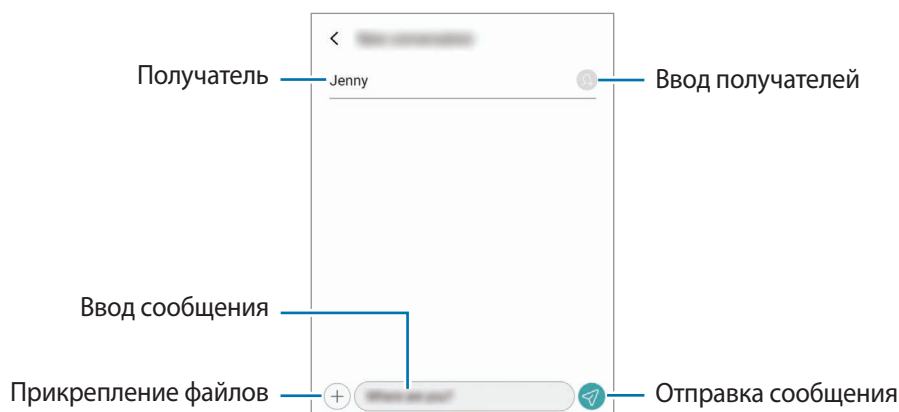 Получатель
Jenny
Ввод получателей
Ввод сообщения
Прикрепление файлов
Отправка сообщения